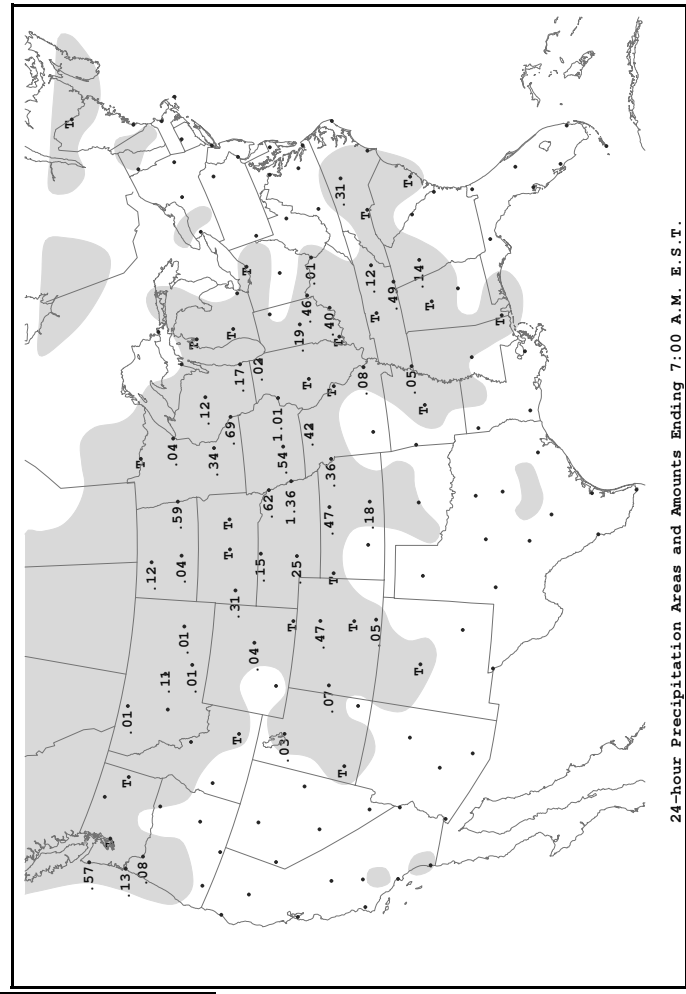 T
.57
.13
T
.01
T
.08
.12
.11
.04
.59
.04
.01
.01
T
.12
.34
T
T
.69
T
.31
T
.17
T
.04
.02
.15
.62
1.01
.54
.03
1.36
T
.25
.19
.46
T
.42
.01
.47
.07
.40
.47
.36
T
T
T
.31
T
T
.08
T
.18
.12
.05
T
.49
T
.05
.14
T
T
T
T
24-hour Precipitation Areas and Amounts Ending 7:00 A.M. E.S.T.